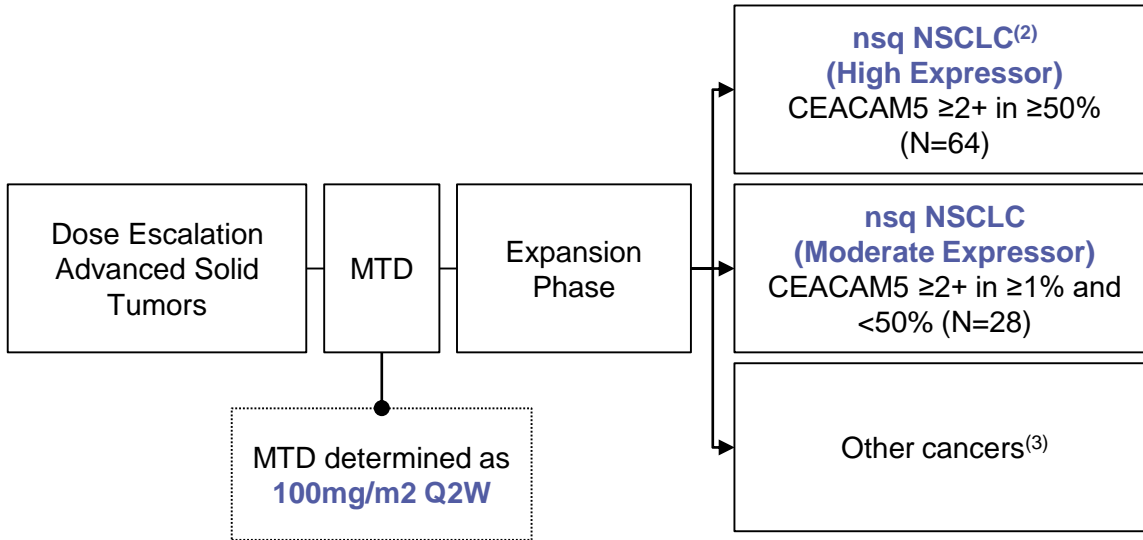 Dose Escalation
Advanced Solid
Tumors
MTD
Expansion
Phase
MTD determined as
100mg/m2 Q2W
nsq NSCLC(2)
(High Expressor)
CEACAM5 ≥2+ in ≥50%
(N=64)
nsq NSCLC
(Moderate Expressor)
CEACAM5 ≥2+ in ≥1% and
<50% (N=28)
Other cancers(3)